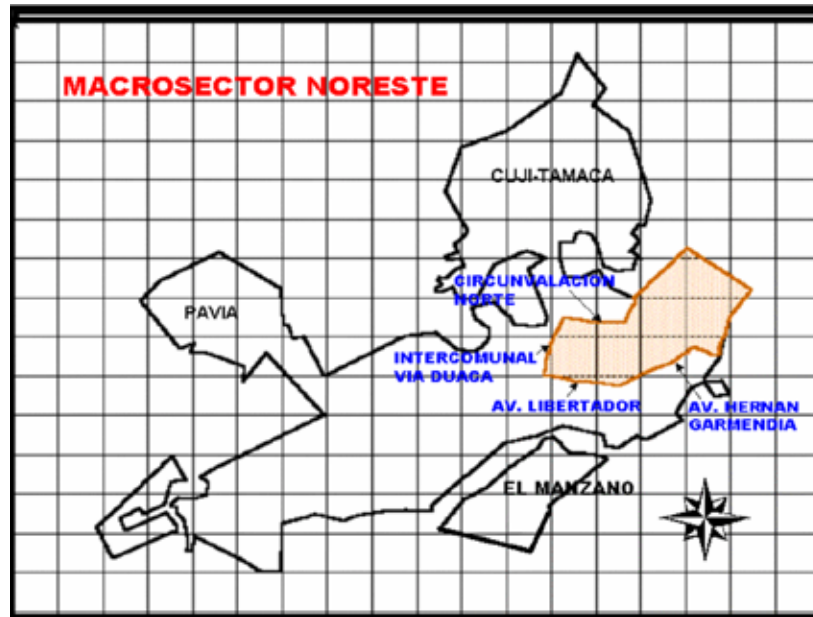 MACROSECTOR NORESTE
CUJI-TAMACA
CIRCUNVALACION
NORTE
PAVIA
INTERCOMUNAL
VIA DUACA
AV. LIBERTADOR
AV. HERNAN
GARMENDIA
EL MANZANO